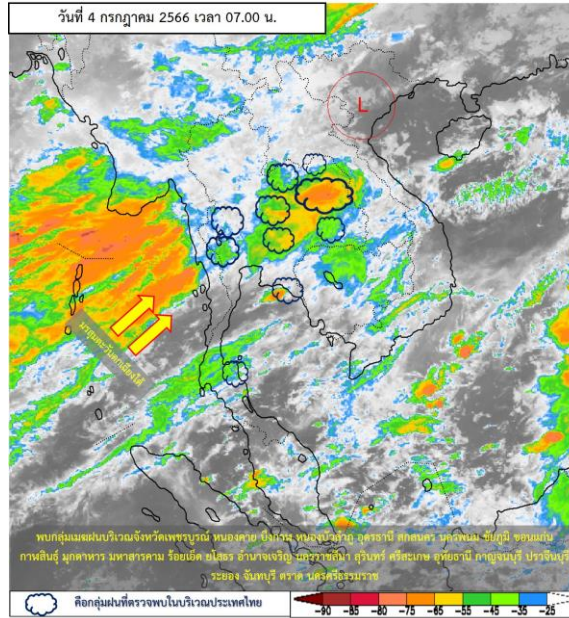 วันที่ 4 กรกฎาคม 2566 เวลา 07.00 น.
L
มรสุมตะวันตกเฉียงใต้
พบกลุ่มเมฆฝนบริเวณจังหวัดเพชรบูรณ์ หนองคาย บึงกาฬ หนองบัวลำภู อุดรธานี สกลนคร นครพนม ชัยภูมิ ขอนแก่น
กาฬสินธุ์ มุกดาหาร มหาสารคาม ร้อยเอ็ด ยโสธร อำนาจเจริญ นครราชสีมา สุรินทร์ ศรีสะเกษ อุทัยธานี กาญจนบุรี ปราจีนบุรี
ระยอง จันทบุรี ตราด นครศรีธรรมราช
คือกลุ่มฝนที่ตรวจพบในบริเวณประเทศไทย
-90 -85 -80 -75 -65 -55 -45 -35 -25